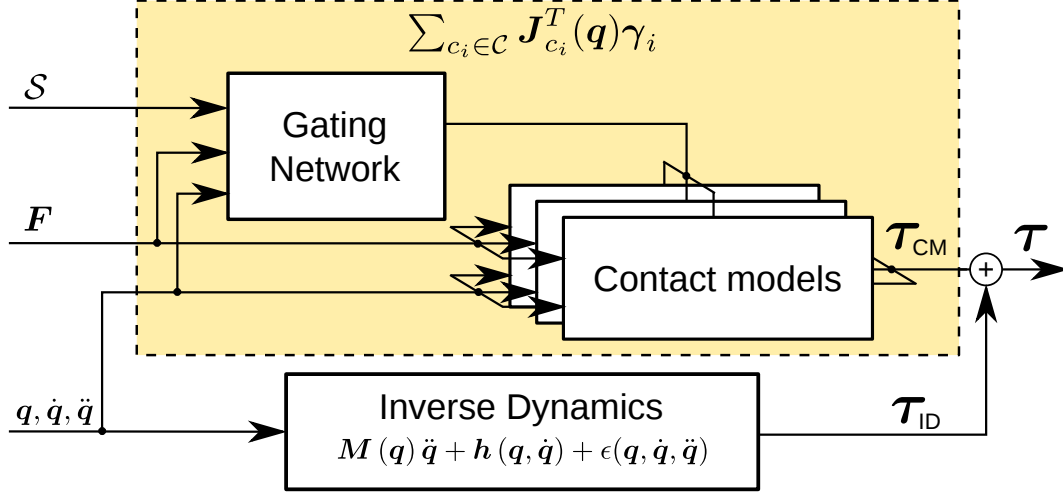 ∑_{c_i∈𝒞} J_{c_i}^T(q)γ_i
𝒮
Gating
Network
F
τ_CM
τ
Contact models
+
q, q̇, q̈
Inverse Dynamics
M (q) q̈ + h (q, q̇) + ϵ(q, q̇, q̈)
τ_ID